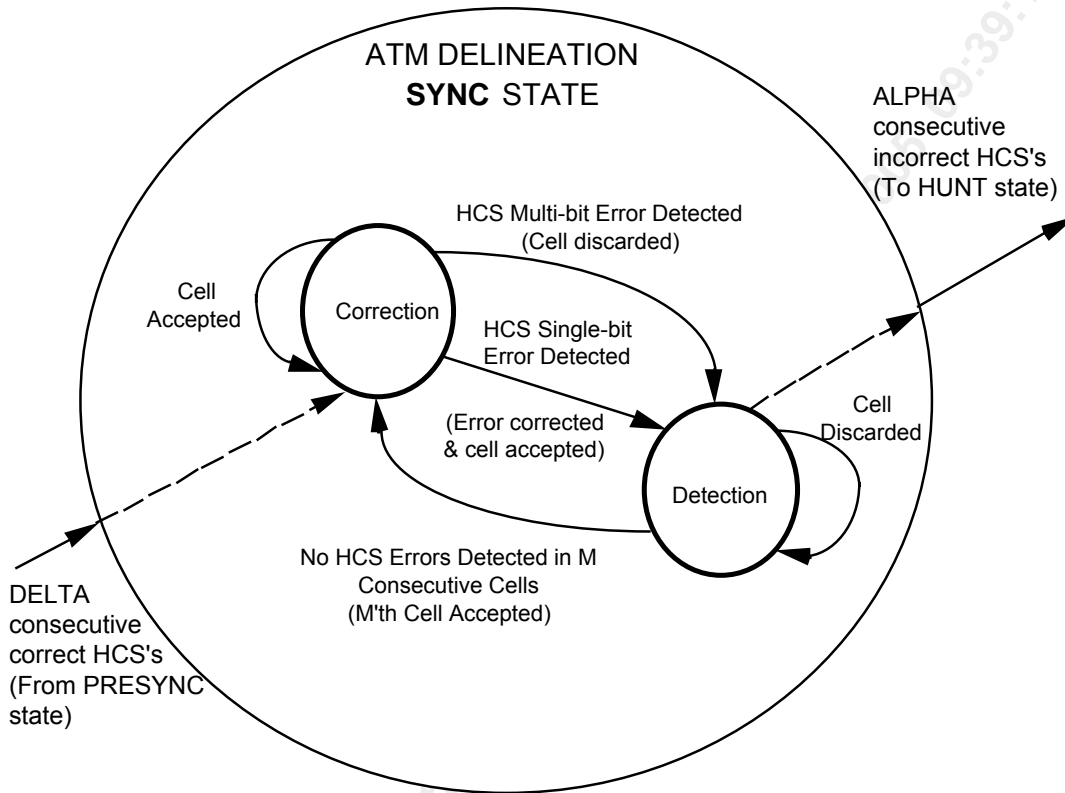 ATM DELINEATION
SYNC STATE
ALPHA
consecutive
incorrect HCS's
(To HUNT state)
HCS Multi-bit Error Detected
(Cell discarded)
Cell
Accepted
Correction
HCS Single-bit
Error Detected
(Error corrected
& cell accepted)
Cell
Discarded
Detection
No HCS Errors Detected in M
Consecutive Cells
(M'th Cell Accepted)
DELTA
consecutive
correct HCS's
(From PRESYNC
state)